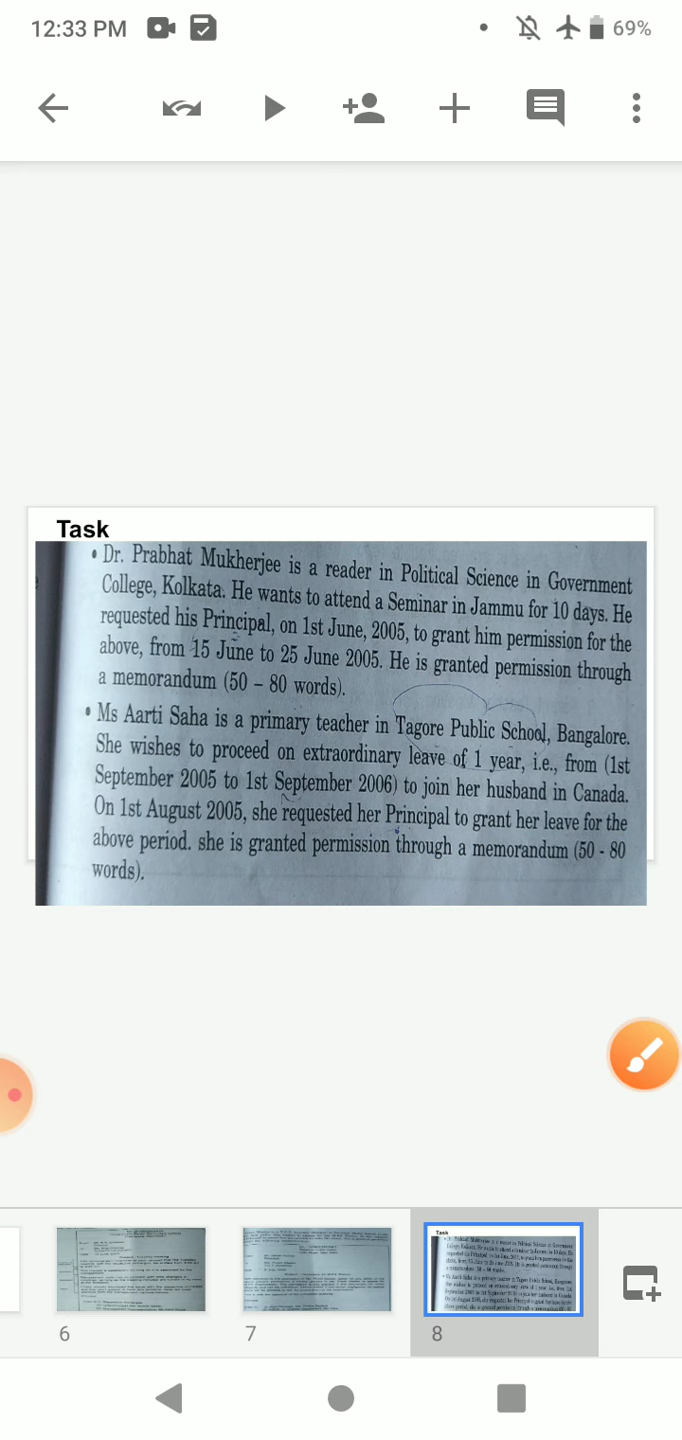 12:33 PM
69%
Task
• Dr. Prabhat Mukherjee is a reader in Political Science in Government
College, Kolkata. He wants to attend a Seminar in Jammu for 10 days. He
requested his Principal, on 1st June, 2005, to grant him permission for the
above, from 15 June to 25 June 2005. He is granted permission through
a memorandum (50 – 80 words).
• Ms Aarti Saha is a primary teacher in Tagore Public School, Bangalore.
She wishes to proceed on extraordinary leave of 1 year, i.e., from (1st
September 2005 to 1st September 2006) to join her husband in Canada.
On 1st August 2005, she requested her Principal to grant her leave for the
above period. she is granted permission through a memorandum (50 - 80
words).
6
7
8